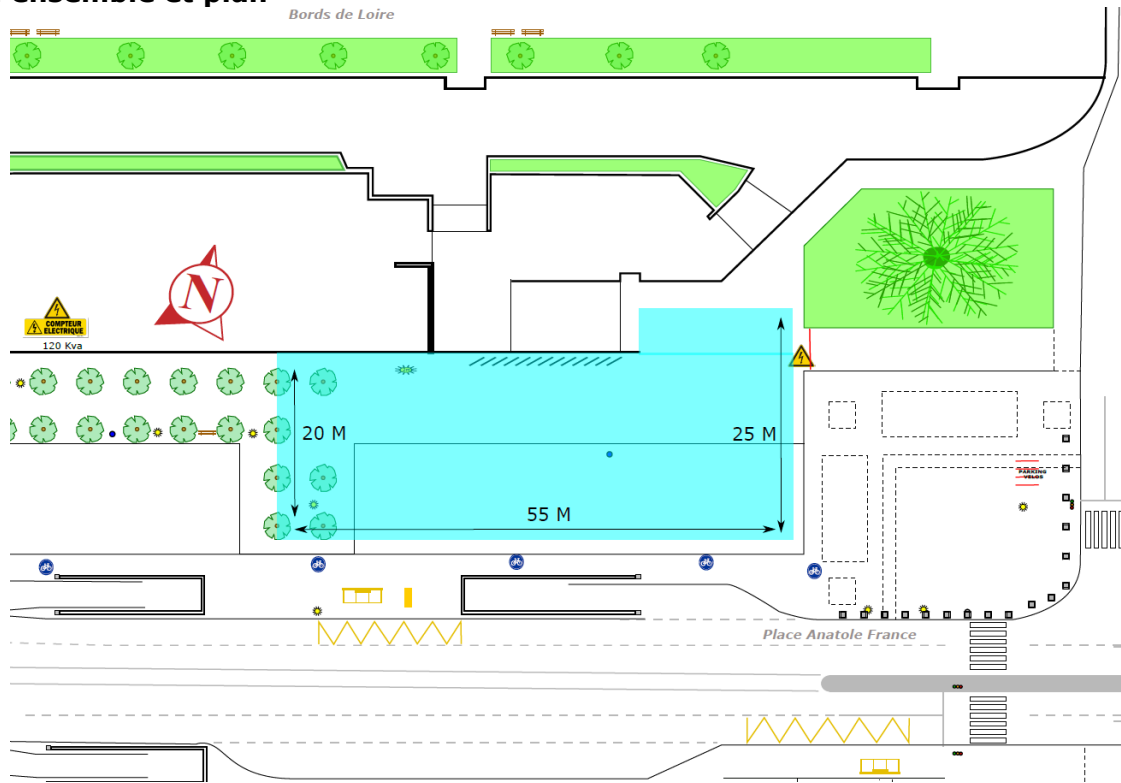 ensemble et plan
Bords de Loire
N
COMPTEUR
ELECTRIQUE
120 Kva
20 M
25 M
55 M
PARKING
VELOS
Place Anatole France